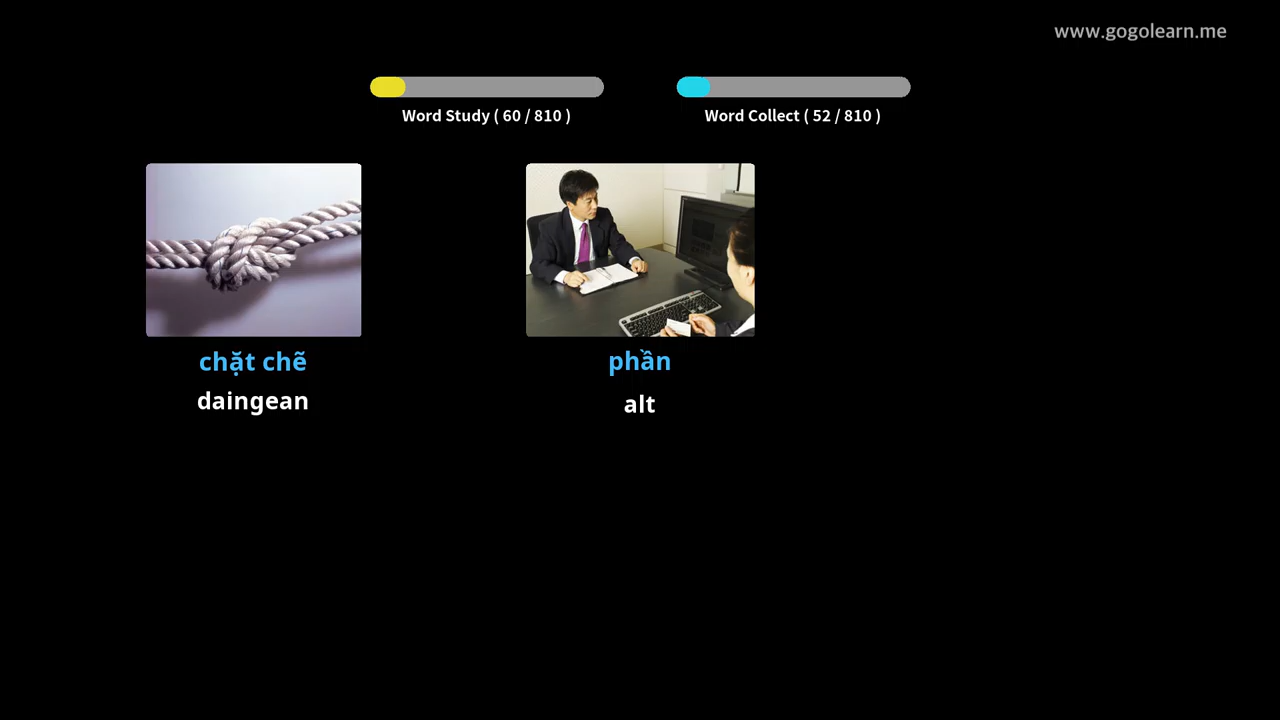 www.gogolearn.me
Word Study ( 60 / 810 )
Word Collect ( 52 / 810 )
chặt chẽ
daingean
phần
alt